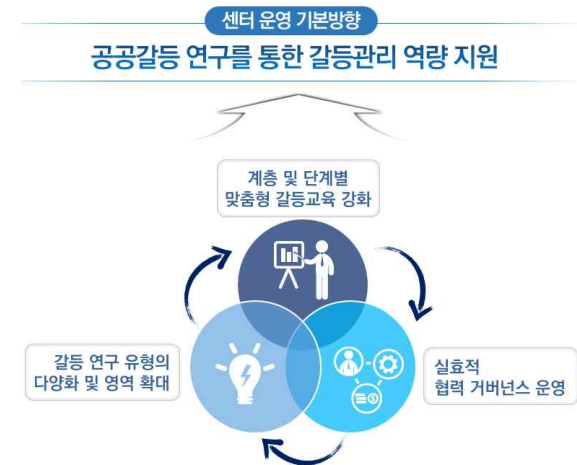 센터 운영 기본방향
공공갈등 연구를 통한 갈등관리 역량 지원
계층 및 단계별
맞춤형 갈등교육 강화
갈등 연구 유형의
다양화 및 영역 확대
실효적
협력 거버넌스 운영